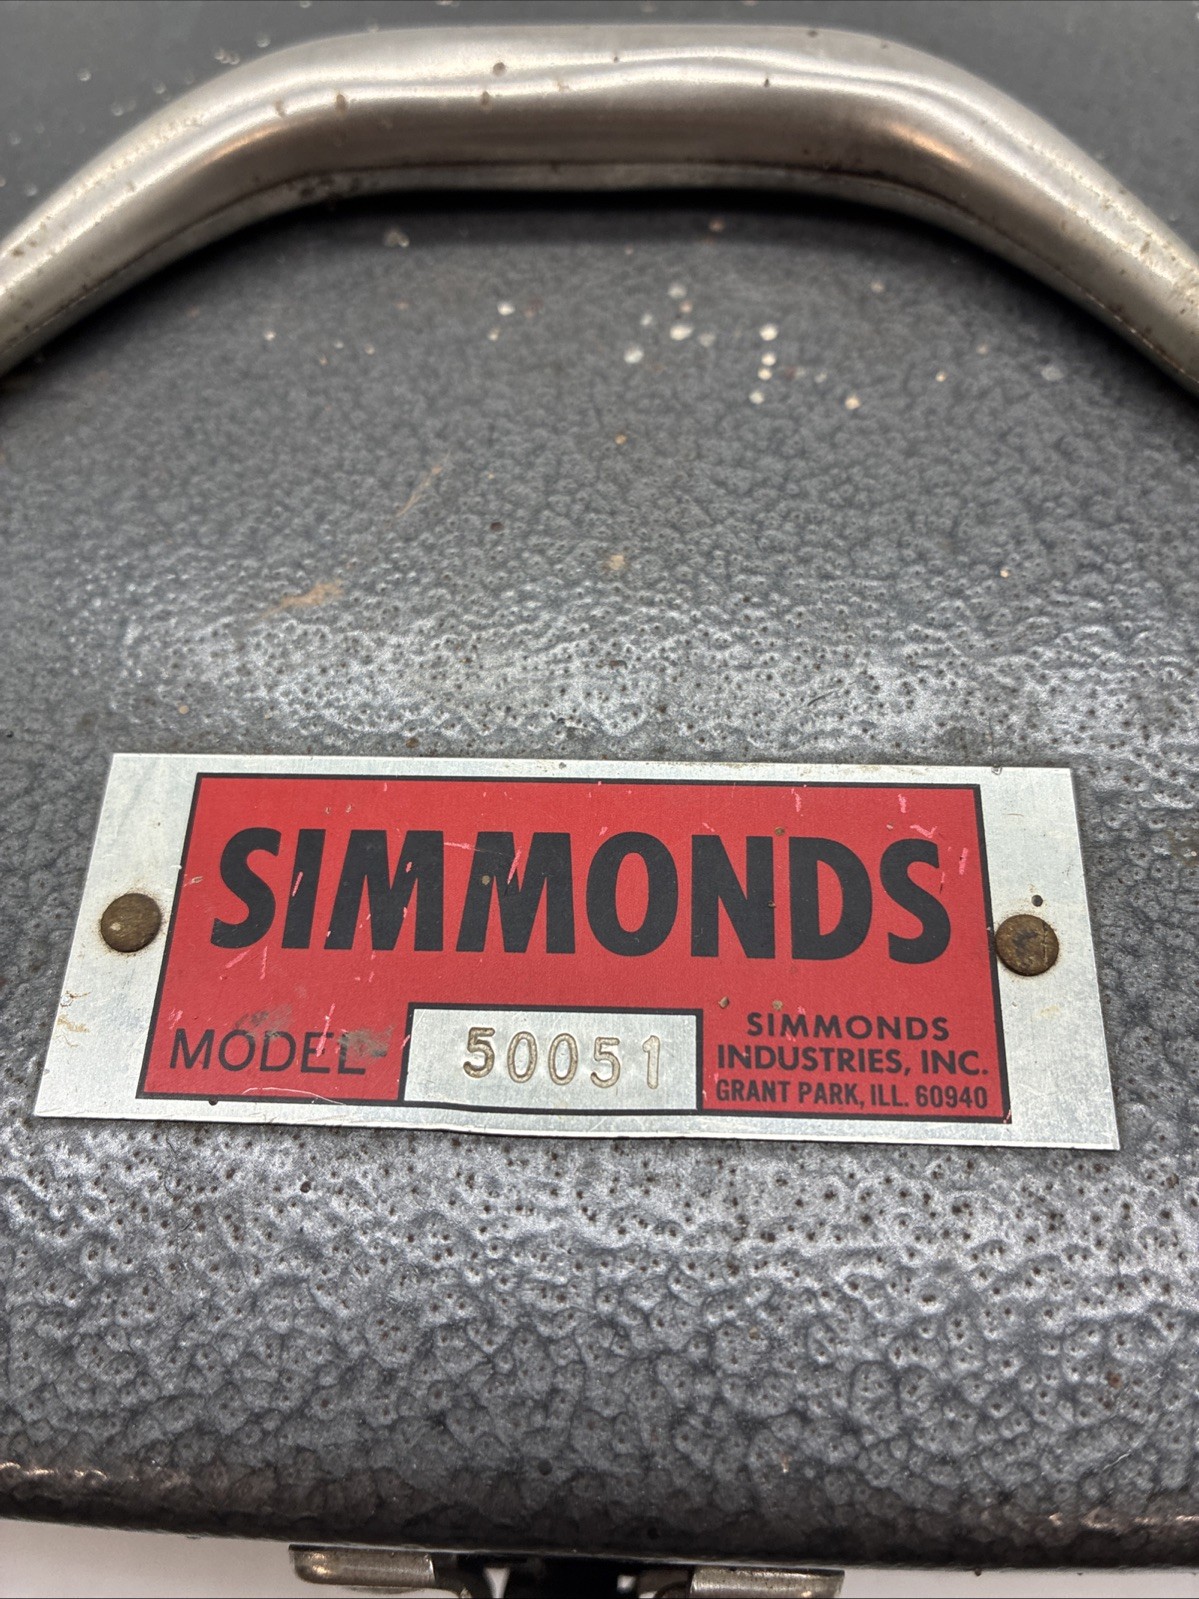 SIMMONDS
MODEL 50051
SIMMONDS
INDUSTRIES, INC.
GRANT PARK, ILL. 60940